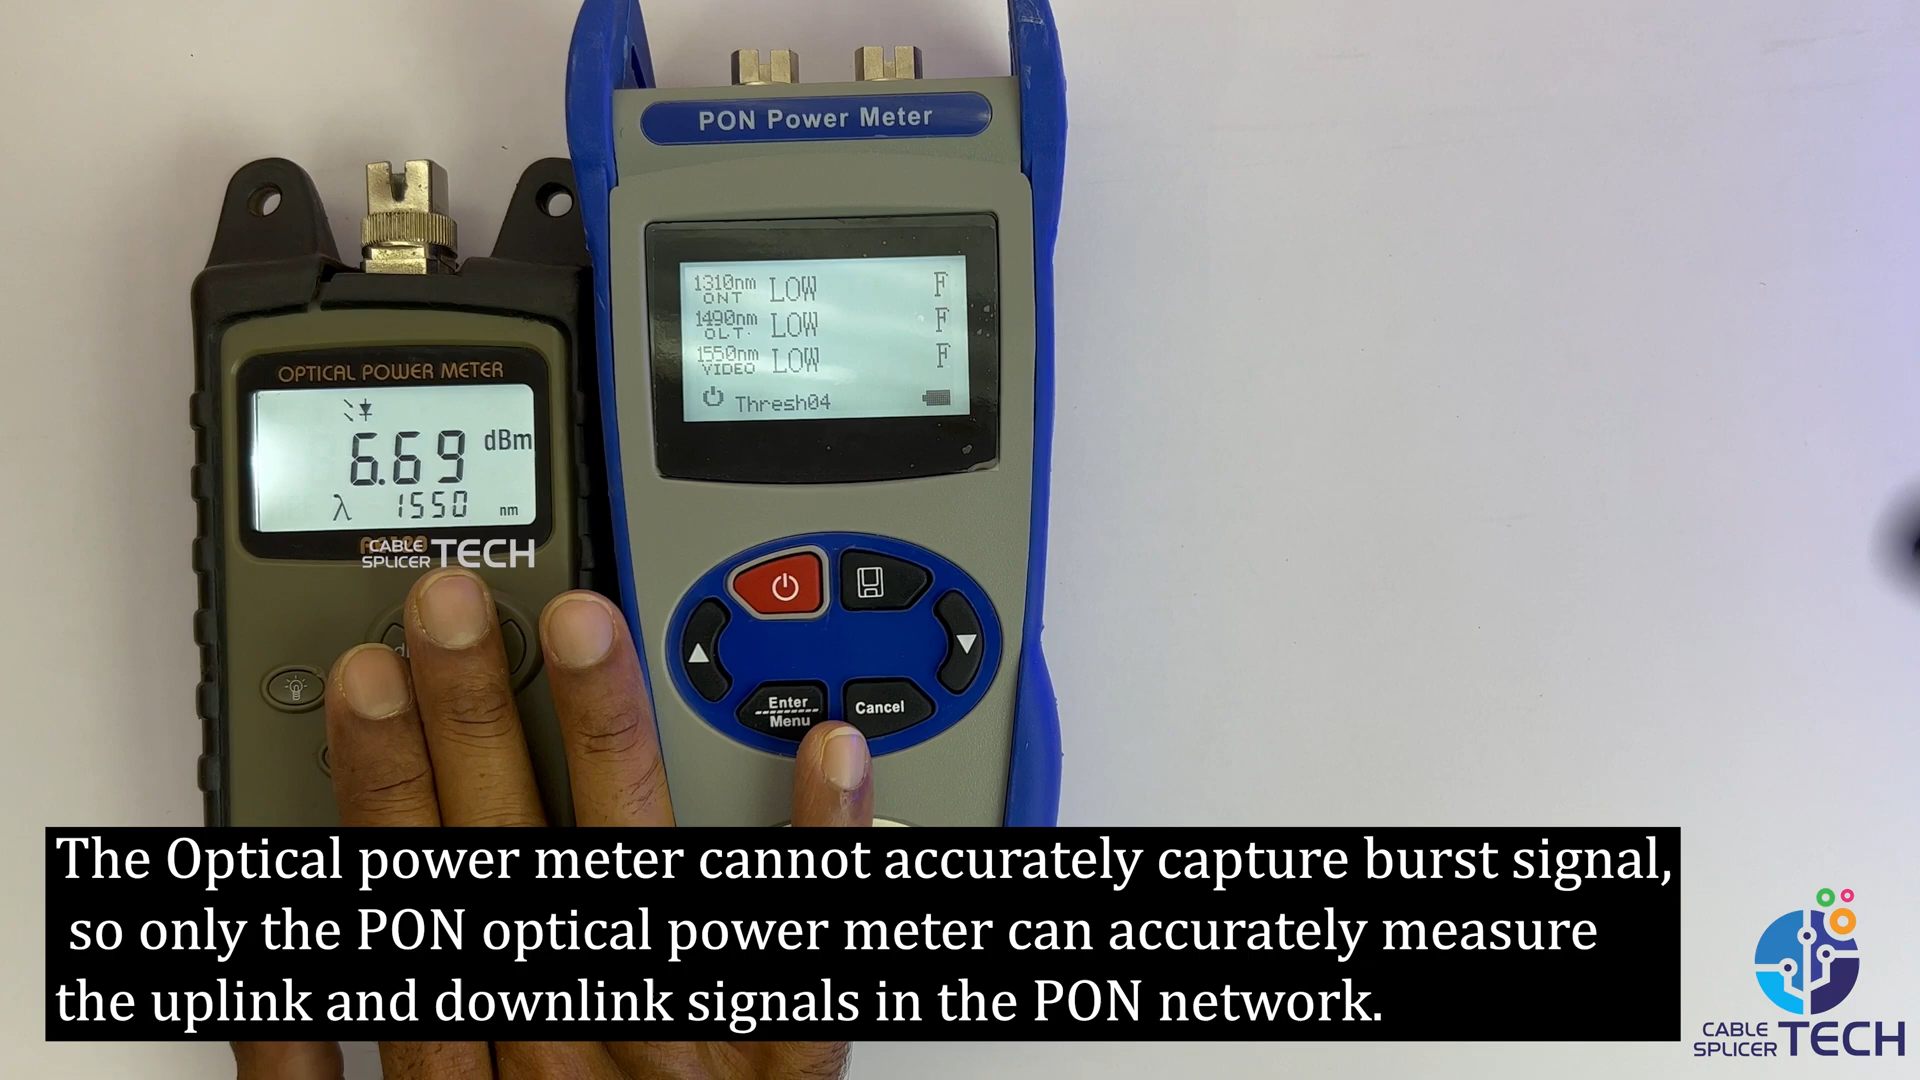 PON Power Meter
1310nm LOW F
ONT
1490nm LOW F
OLT
1550nm LOW F
VIDEO
Thresh04
OPTICAL POWER METER
6.69 dBm
λ 1550 nm
CABLE
SPLICER TECH
Enter
Menu
Cancel
The Optical power meter cannot accurately capture burst signal,
so only the PON optical power meter can accurately measure
the uplink and downlink signals in the PON network.
CABLE
SPLICER TECH